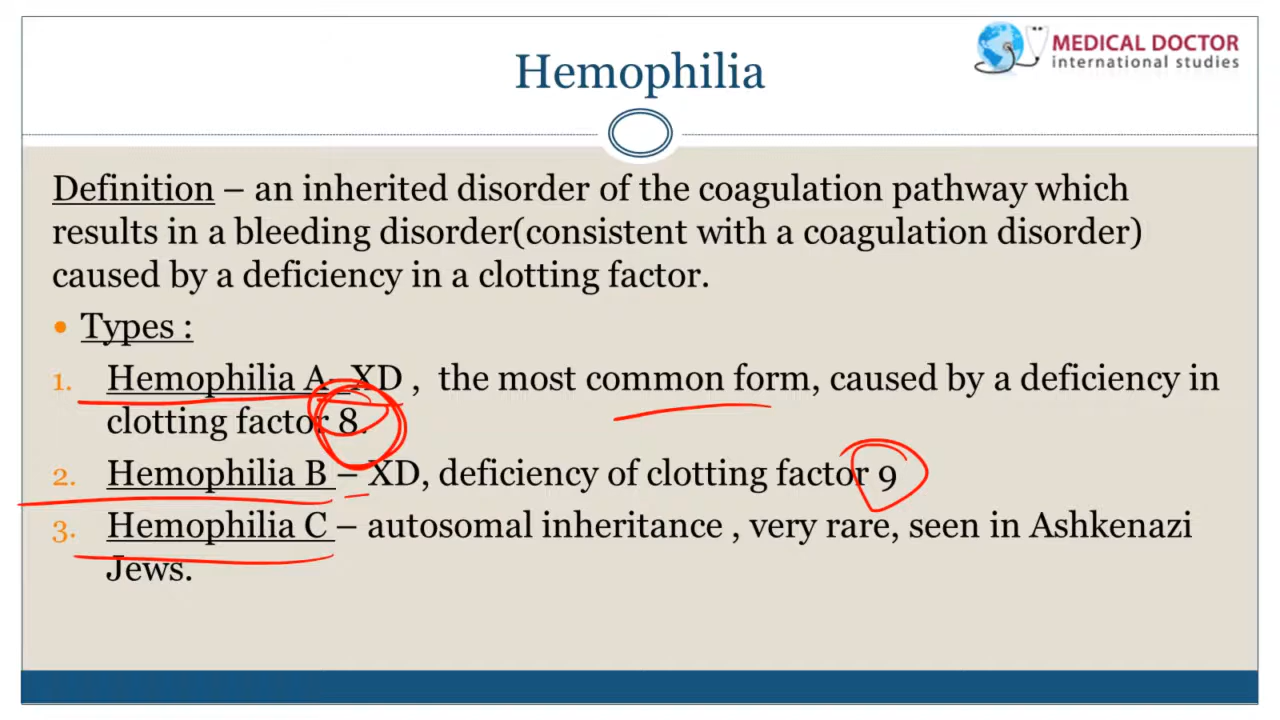 Hemophilia
MEDICAL DOCTOR
international studies
Definition – an inherited disorder of the coagulation pathway which
results in a bleeding disorder(consistent with a coagulation disorder)
caused by a deficiency in a clotting factor.
• Types :
1. Hemophilia A- XD , the most common form, caused by a deficiency in
clotting factor 8.
2. Hemophilia B – XD, deficiency of clotting factor 9
3. Hemophilia C – autosomal inheritance , very rare, seen in Ashkenazi
Jews.